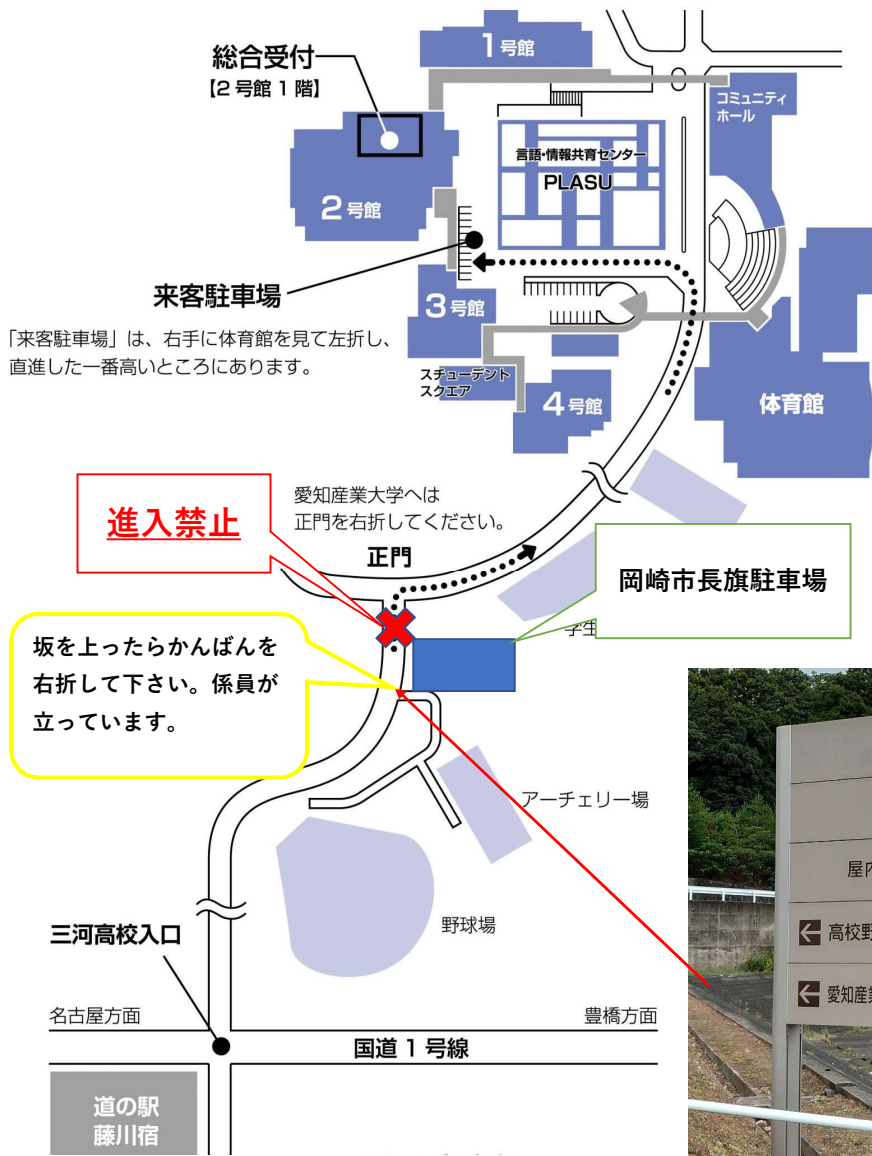 1号館
総合受付
【2号館1階】
コミュニティ
ホール
言語・情報共育センター
PLASU
2号館
来客駐車場
3号館
「来客駐車場」は、右手に体育館を見て左折し、
直進した一番高いところにあります。
スチューデント
スクエア
4号館
体育館
進入禁止
愛知産業大学へは
正門を右折してください。
正門
岡崎市長旗駐車場
学生
坂を上ったらかんばんを
右折して下さい。係員が
立っています。
アーチェリー場
屋内
高校野
野球場
三河高校入口
愛知産業
名古屋方面
豊橋方面
国道1号線
道の駅
藤川宿